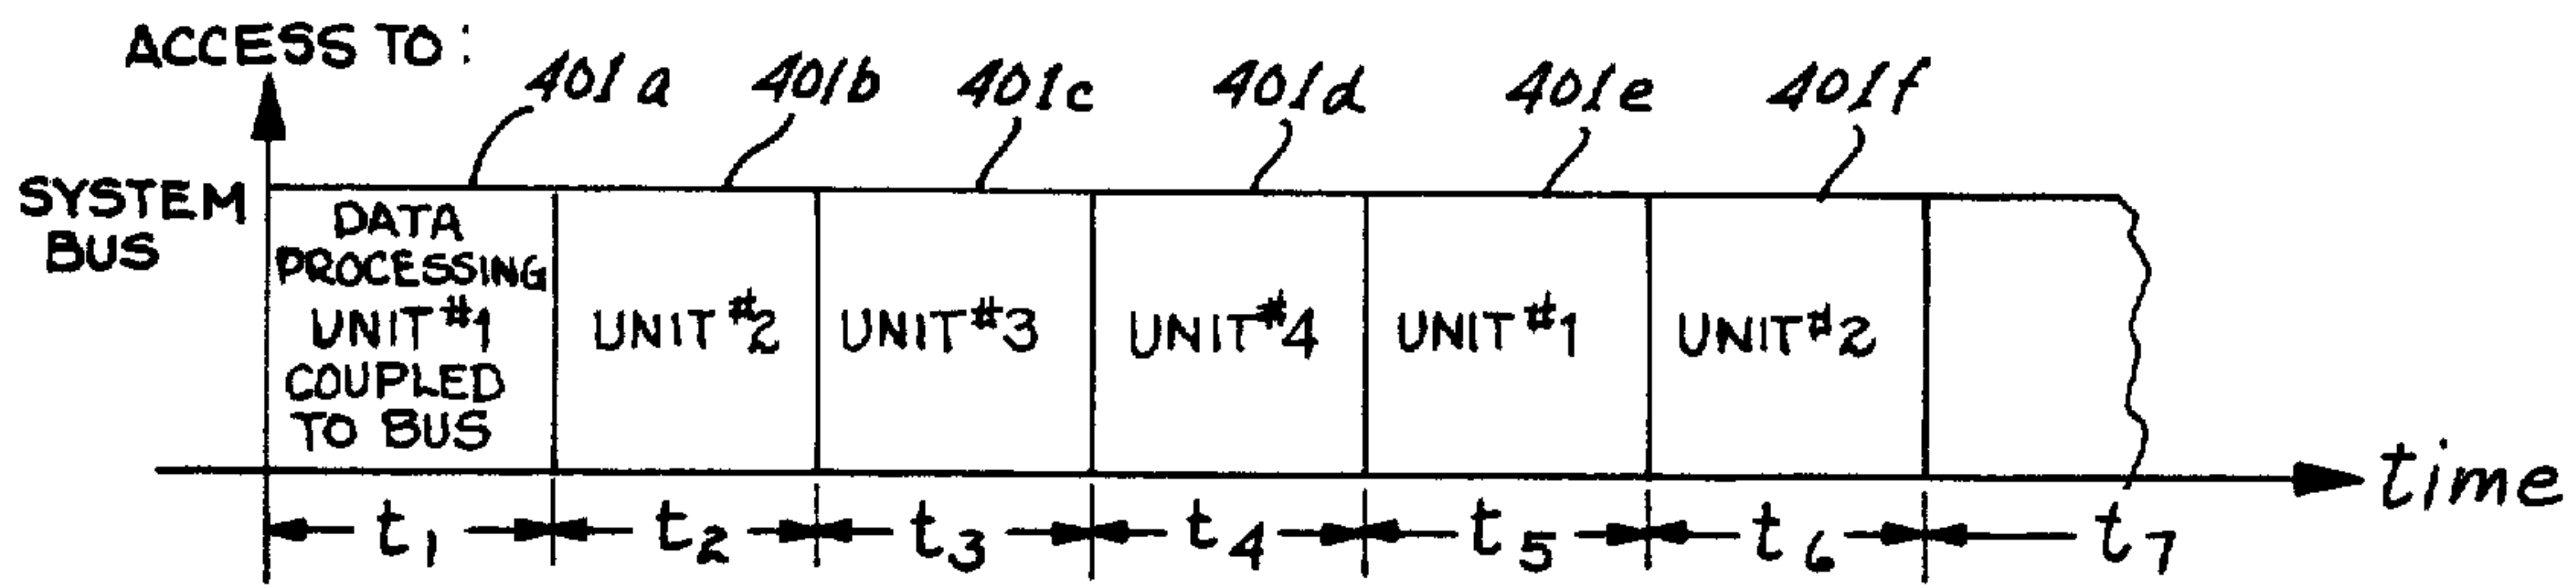 ACCESS TO:
401a 401b 401c 401d 401e 401f
SYSTEM
BUS
DATA
PROCESSING
UNIT #1
COUPLED
TO BUS
UNIT #2
UNIT #3
UNIT #4
UNIT #1
UNIT #2
time
t1 t2 t3 t4 t5 t6 t7